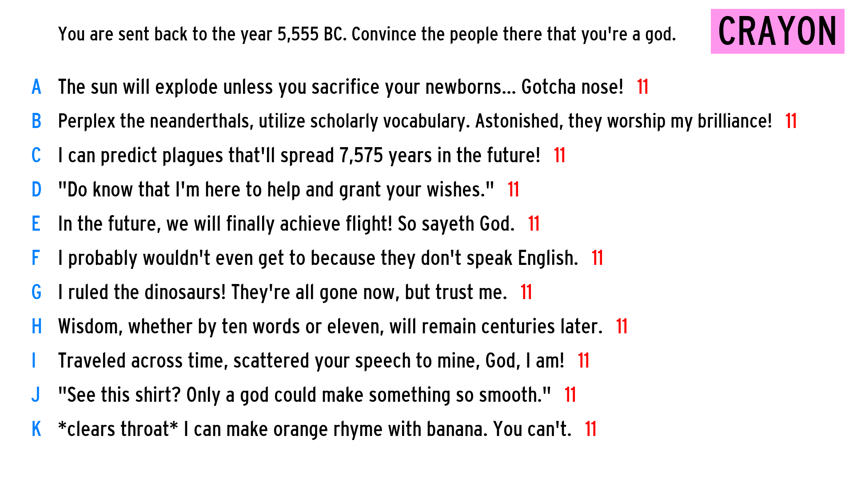 You are sent back to the year 5,555 BC. Convince the people there that you're a god.
CRAYON
A The sun will explode unless you sacrifice your newborns... Gotcha nose! 11
B Perplex the neanderthals, utilize scholarly vocabulary. Astonished, they worship my brilliance! 11
C I can predict plagues that'll spread 7,575 years in the future! 11
D "Do know that I'm here to help and grant your wishes." 11
E In the future, we will finally achieve flight! So sayeth God. 11
F I probably wouldn't even get to because they don't speak English. 11
G I ruled the dinosaurs! They're all gone now, but trust me. 11
H Wisdom, whether by ten words or eleven, will remain centuries later. 11
I Traveled across time, scattered your speech to mine, God, I am! 11
J "See this shirt? Only a god could make something so smooth." 11
K *clears throat* I can make orange rhyme with banana. You can't. 11